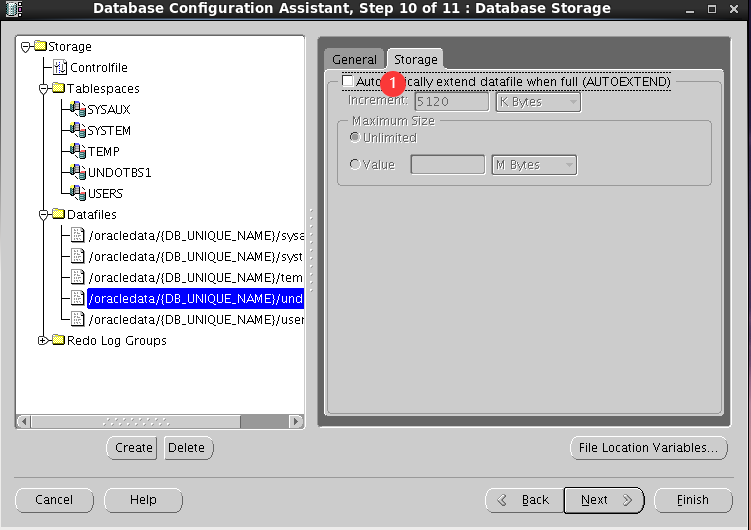 Database Configuration Assistant, Step 10 of 11 : Database Storage
Storage
Controlfile
Tablespaces
SYSAUX
SYSTEM
TEMP
UNDOTBS1
USERS
Datafiles
/oracledata/{DB_UNIQUE_NAME}/sysa
/oracledata/{DB_UNIQUE_NAME}/syst
/oracledata/{DB_UNIQUE_NAME}/tem
/oracledata/{DB_UNIQUE_NAME}/und
/oracledata/{DB_UNIQUE_NAME}/user
Redo Log Groups
Create Delete
General Storage
1
extend datafile when full (AUTOEXTEND)
Increment: 5120 K Bytes
Maximum Size
Unlimited
Value M Bytes
File Location Variables...
Cancel Help Back Next Finish